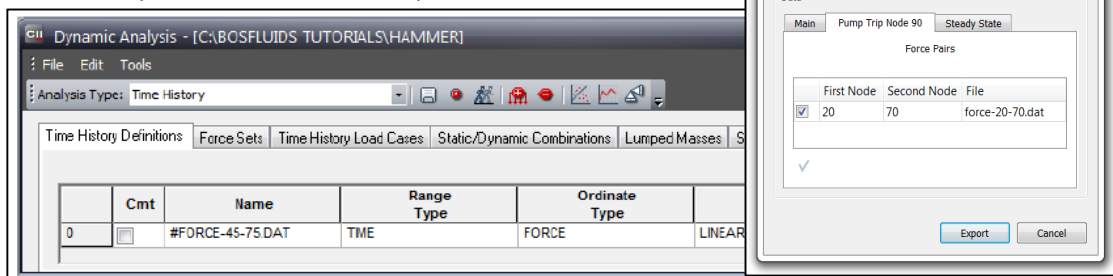 CII Dynamic Analysis - [C:\BOSFLUIDS TUTORIALS\HAMMER]
File Edit Tools
Analysis Type: Time History
Time History Definitions Force Sets Time History Load Cases Static/Dynamic Combinations Lumped Masses S
Cmt Name Range Type Ordinate Type
0 #FORCE-45-75.DAT TIME FORCE LINEAR
Main Pump Trip Node 90 Steady State
Force Pairs
First Node Second Node File
20 70 force-20-70.dat
Export Cancel